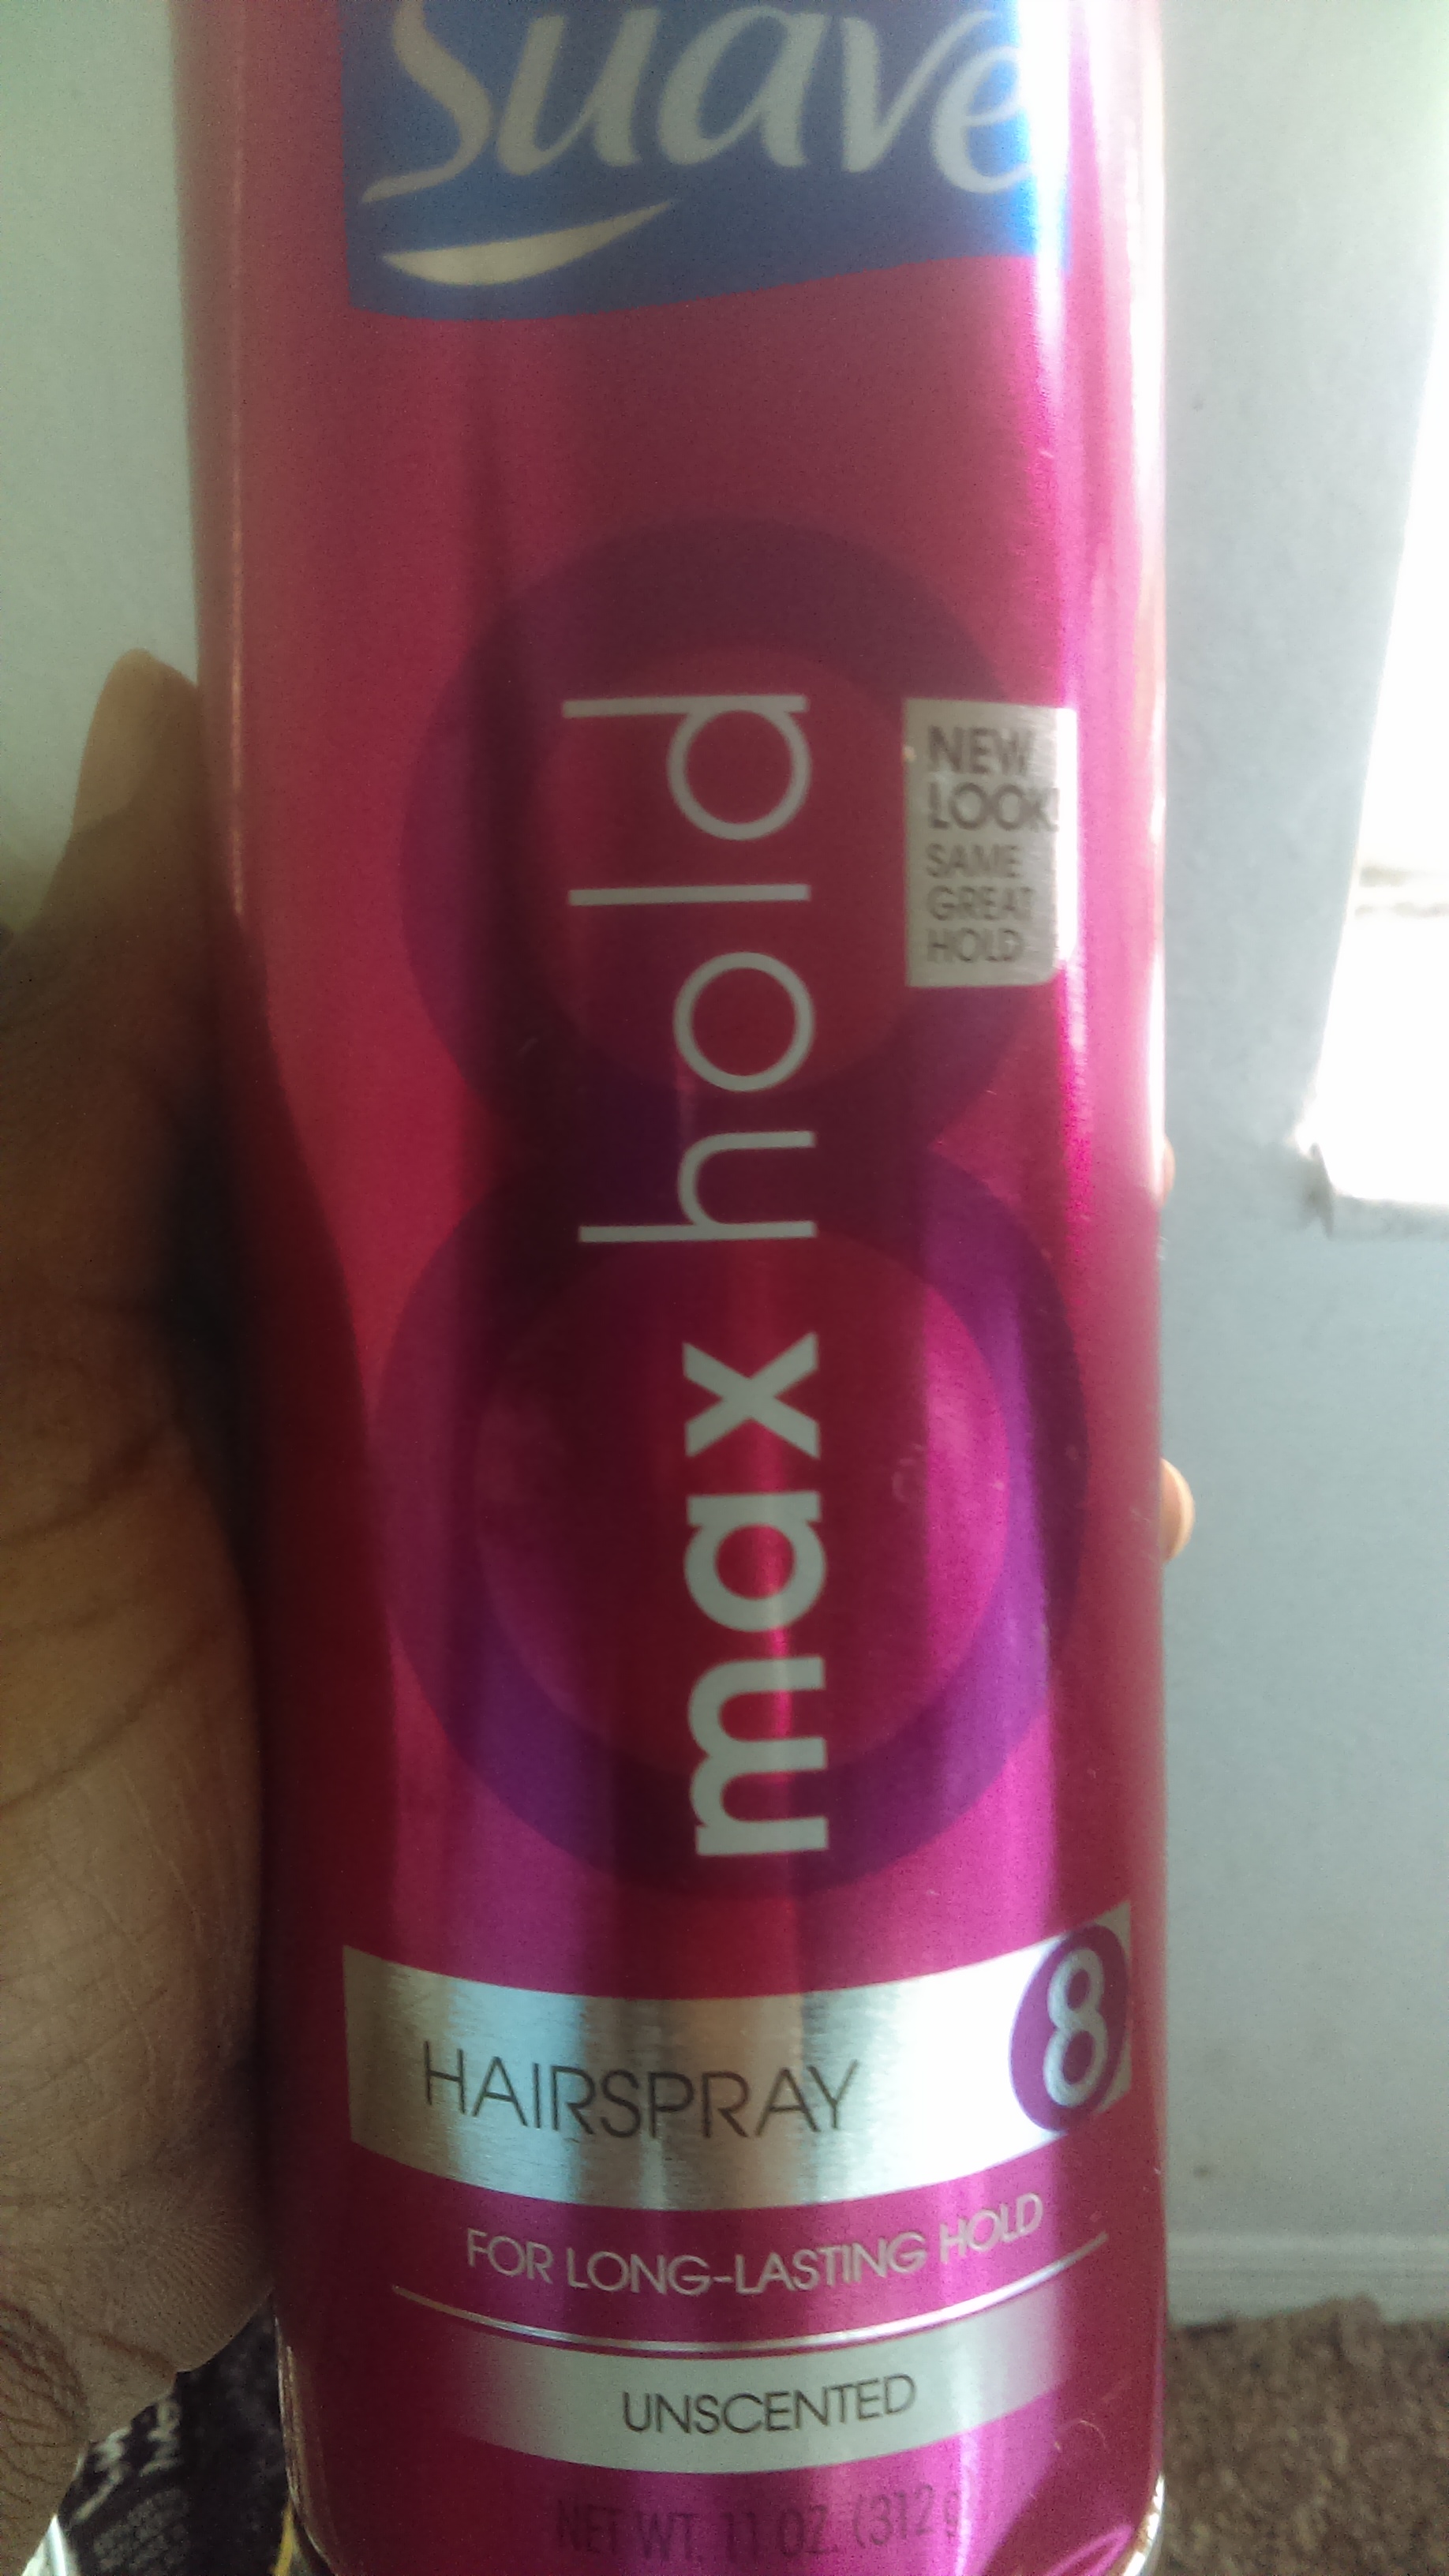 Suave
max hold
NEW
LOOK!
SAME
GREAT
HOLD
HAIRSPRAY 8
FOR LONG-LASTING HOLD
UNSCENTED
NET WT. 11 OZ. (312 g